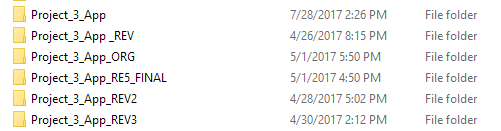 Project_3_App 7/28/2017 2:26 PM File folder
Project_3_App _REV 4/26/2017 8:15 PM File folder
Project_3_App_ORG 5/1/2017 5:50 PM File folder
Project_3_App_RE5_FINAL 5/1/2017 4:50 PM File folder
Project_3_App_REV2 4/28/2017 5:02 PM File folder
Project_3_App_REV3 4/30/2017 2:12 PM File folder